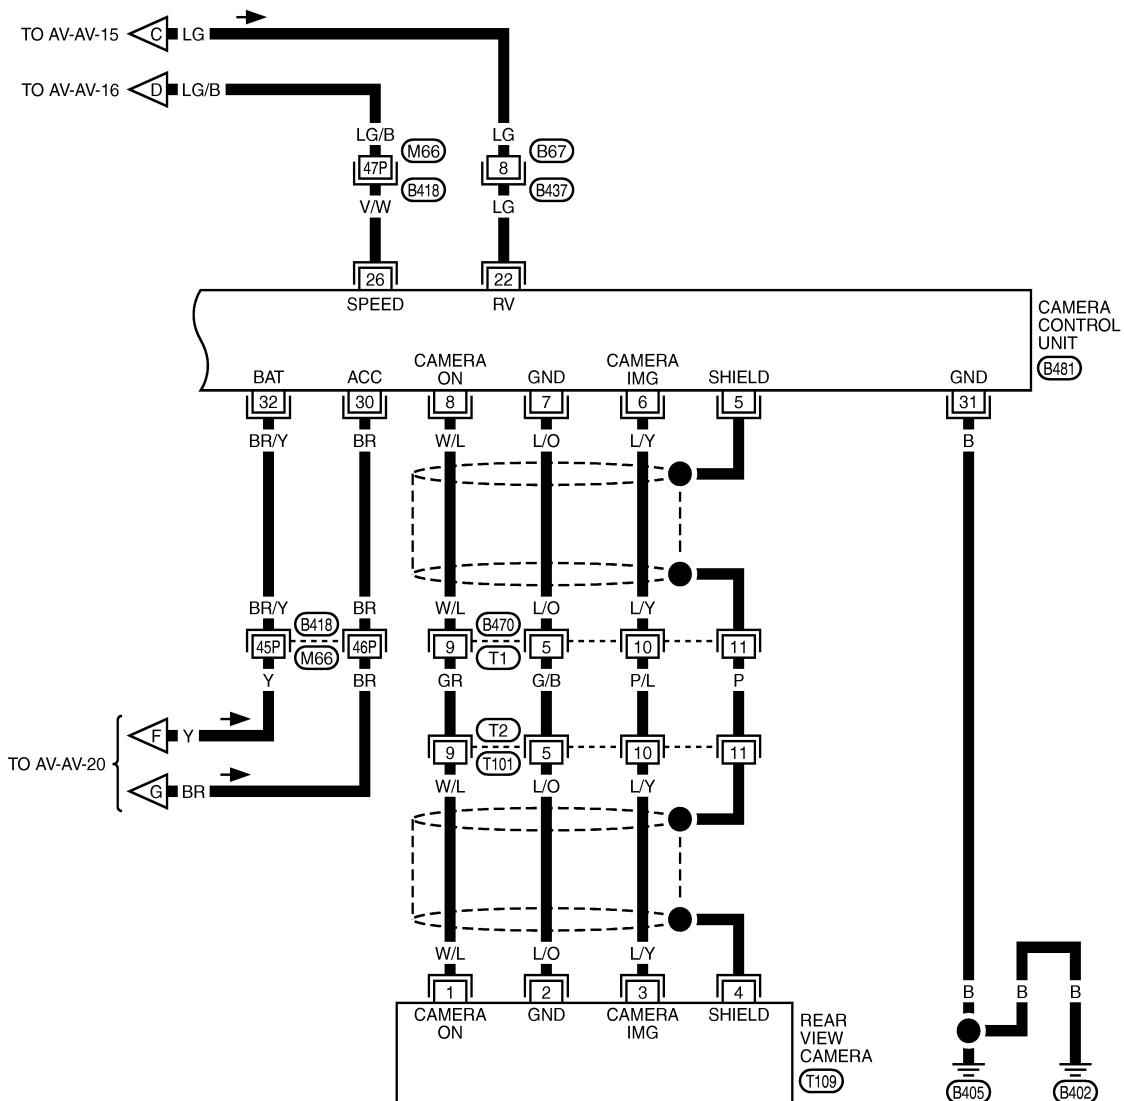 TO AV-AV-15 C LG
TO AV-AV-16 D LG/B
LG/B LG
47P M66 8 B67
B418 B437
V/W LG
26 22
SPEED RV
CAMERA
CONTROL
UNIT
B481
BAT ACC CAMERA
ON GND CAMERA
IMG SHIELD GND
32 30 8 7 6 5 31
BR/Y BR W/L L/O L/Y B
BR/Y BR W/L L/O L/Y
B418 B470
45P 46P 9 5 10 11
M66 T1
Y BR GR G/B P/L P
TO AV-AV-20
F Y
G BR
T2
9 5 10 11
T101
W/L L/O L/Y
W/L L/O L/Y
1 2 3 4
CAMERA
ON GND CAMERA
IMG SHIELD
REAR
VIEW
CAMERA
T109
B B B
B405 B402